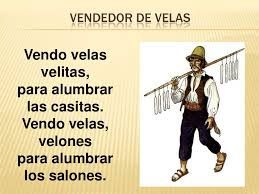 VENDEDOR DE VELAS
Vendo velas
velitas,
para alumbrar
las casitas.
Vendo velas,
velones
para alumbrar
los salones.